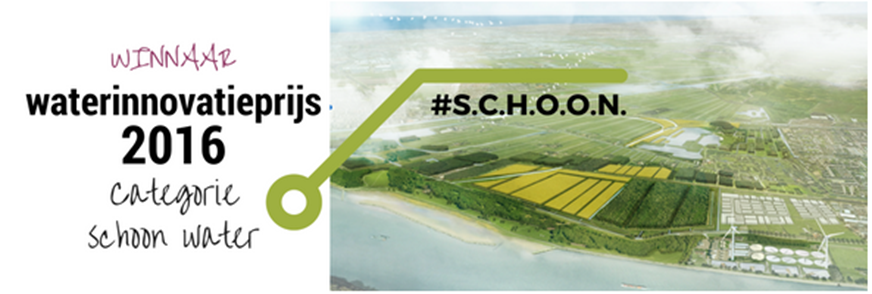 WINNAAR
waterinnovatieprijs
2016
categorie
schoon water
#S.C.H.O.O.N.